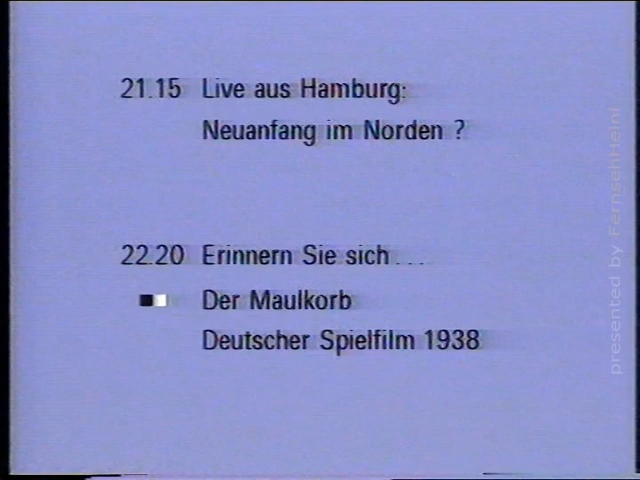 21.15 Live aus Hamburg:
Neuanfang im Norden ?
22.20 Erinnern Sie sich ...
Der Maulkorb
Deutscher Spielfilm 1938
presented by FernsehHeini